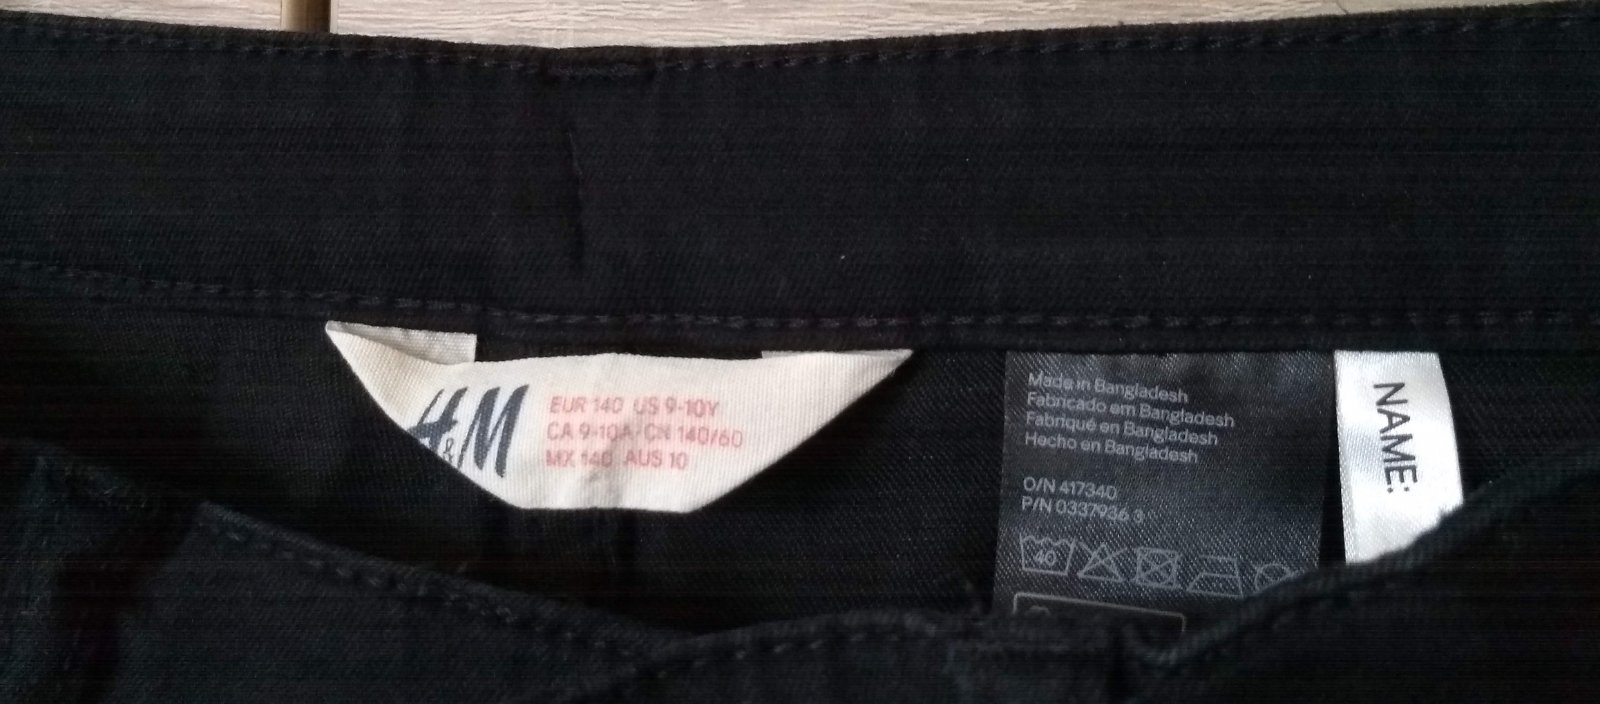 H&M
EUR 140 US 9-10Y
CA 9-10A·CN 140/60
MX 140 AUS 10
Made in Bangladesh
Fabricado em Bangladesh
Fabriqué en Bangladesh
Hecho en Bangladesh
O/N 417340
P/N 0337936 3
40
NAME: